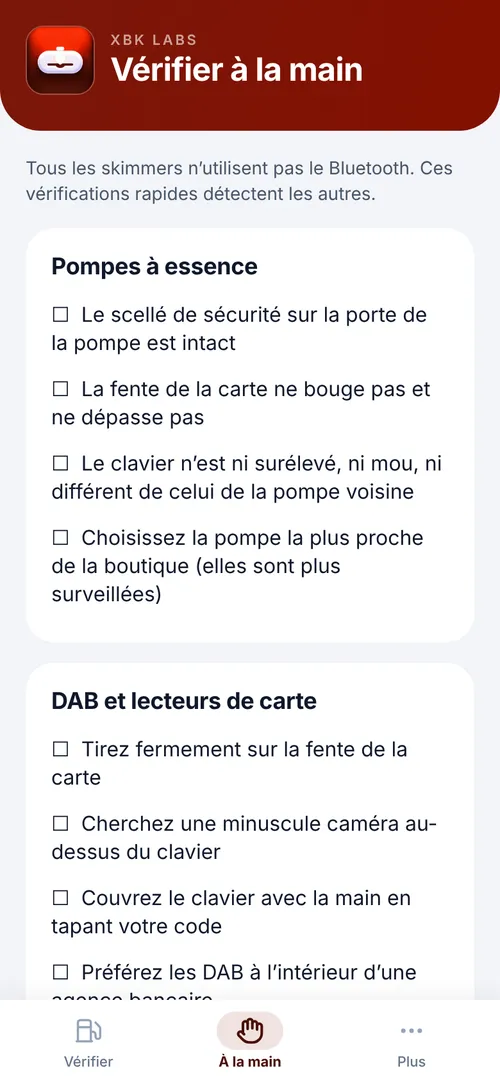 XBK LABS
Vérifier à la main
Tous les skimmers n’utilisent pas le Bluetooth. Ces
vérifications rapides détectent les autres.
Pompes à essence
☐ Le scellé de sécurité sur la porte de
la pompe est intact
☐ La fente de la carte ne bouge pas et
ne dépasse pas
☐ Le clavier n’est ni surélevé, ni mou, ni
différent de celui de la pompe voisine
☐ Choisissez la pompe la plus proche
de la boutique (elles sont plus
surveillées)
DAB et lecteurs de carte
☐ Tirez fermement sur la fente de la
carte
☐ Cherchez une minuscule caméra au-
dessus du clavier
☐ Couvrez le clavier avec la main en
tapant votre code
☐ Préférez les DAB à l’intérieur d’une
agence bancaire
Vérifier
À la main
Plus